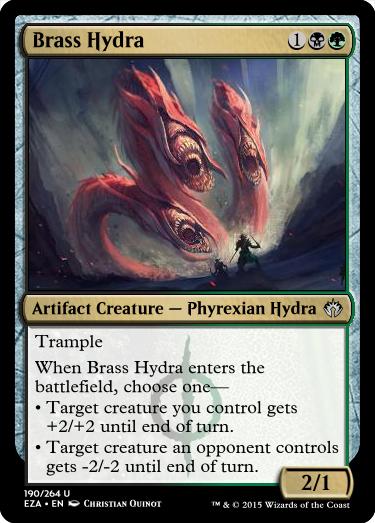 Brass Hydra 1
Artifact Creature — Phyrexian Hydra
Trample
When Brass Hydra enters the
battlefield, choose one—
• Target creature you control gets
+2/+2 until end of turn.
• Target creature an opponent controls
gets -2/-2 until end of turn.
2/1
190/264 U
EZA • EN Christian Quinot ™ & © 2015 Wizards of the Coast